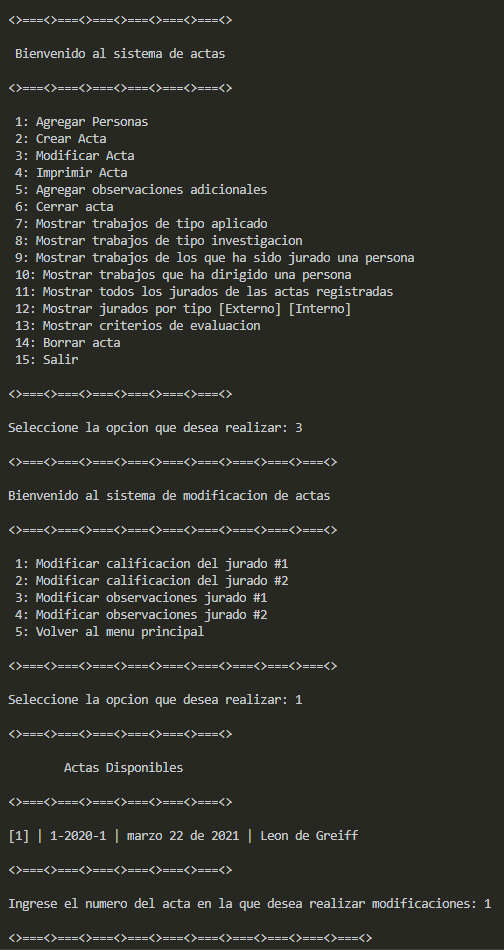 <>===<>===<>===<>===<>===<>===<>
Bienvenido al sistema de actas
<>===<>===<>===<>===<>===<>===<>
1: Agregar Personas
2: Crear Acta
3: Modificar Acta
4: Imprimir Acta
5: Agregar observaciones adicionales
6: Cerrar acta
7: Mostrar trabajos de tipo aplicado
8: Mostrar trabajos de tipo investigacion
9: Mostrar trabajos de los que ha sido jurado una persona
10: Mostrar trabajos que ha dirigido una persona
11: Mostrar todos los jurados de las actas registradas
12: Mostrar jurados por tipo [Externo] [Interno]
13: Mostrar criterios de evaluacion
14: Borrar acta
15: Salir
<>===<>===<>===<>===<>===<>===<>
Seleccione la opcion que desea realizar: 3
<>===<>===<>===<>===<>===<>===<>===<>===<>===<>
Bienvenido al sistema de modificacion de actas
<>===<>===<>===<>===<>===<>===<>===<>===<>===<>
1: Modificar calificacion del jurado #1
2: Modificar calificacion del jurado #2
3: Modificar observaciones jurado #1
4: Modificar observaciones jurado #2
5: Volver al menu principal
<>===<>===<>===<>===<>===<>===<>===<>===<>===<>
Seleccione la opcion que desea realizar: 1
<>===<>===<>===<>===<>===<>===<>
Actas Disponibles
<>===<>===<>===<>===<>===<>===<>
[1] | 1-2020-1 | marzo 22 de 2021 | Leon de Greiff
<>===<>===<>===<>===<>===<>===<>
Ingrese el numero del acta en la que desea realizar modificaciones: 1
<>===<>===<>===<>===<>===<>===<>===<>===<>===<>===<>